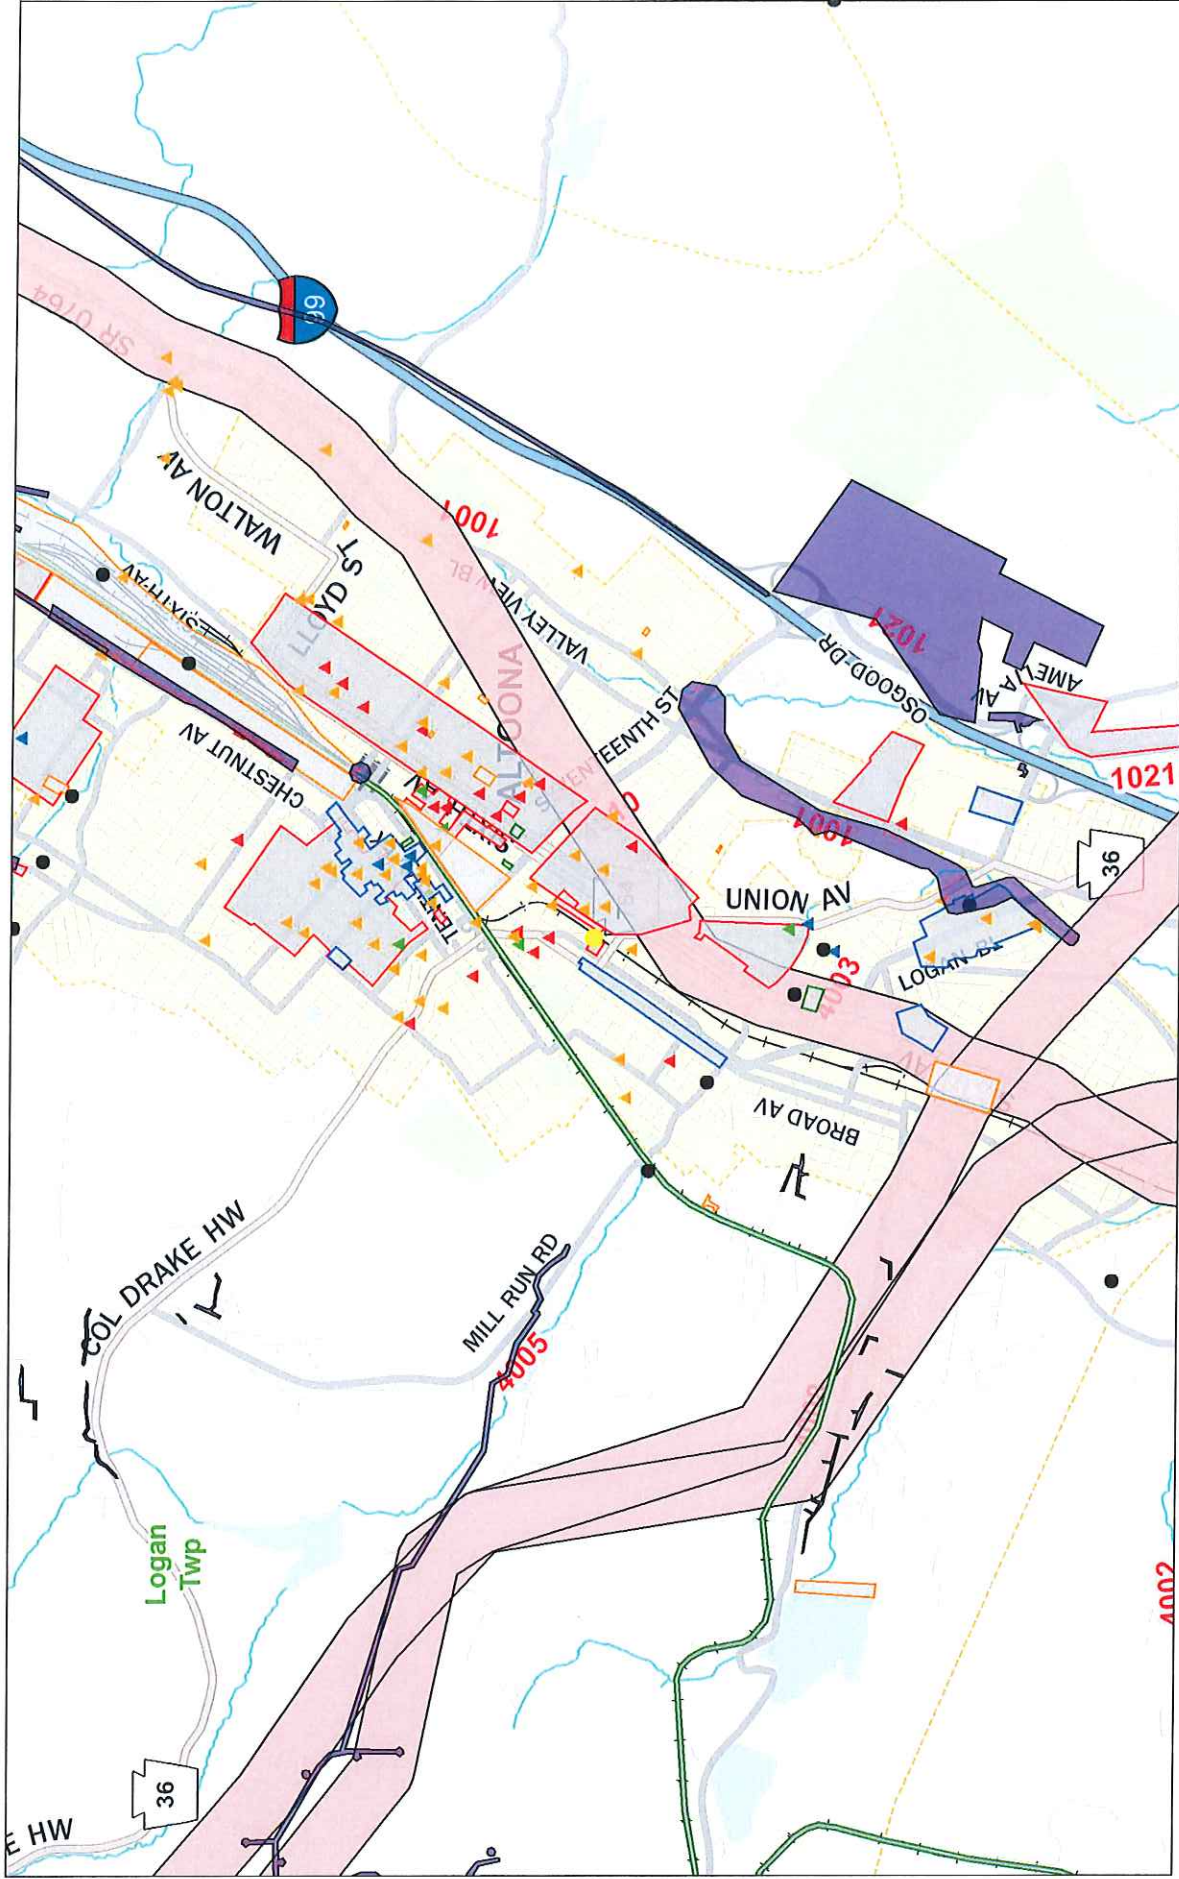 SR 0764
99
WALTON AV
1001
LLOYD ST
SIXTH AV
VALLEY VIEW BL
CHESTNUT AV
ALTOONA
OSGOOD DR
1021
AMELIA AV
1021
1001
UNION AV
36
LOGAN BL
4003
BROAD AV
COL DRAKE HW
MILL RUN RD
4005
Logan
Twp
36
E HW
4002